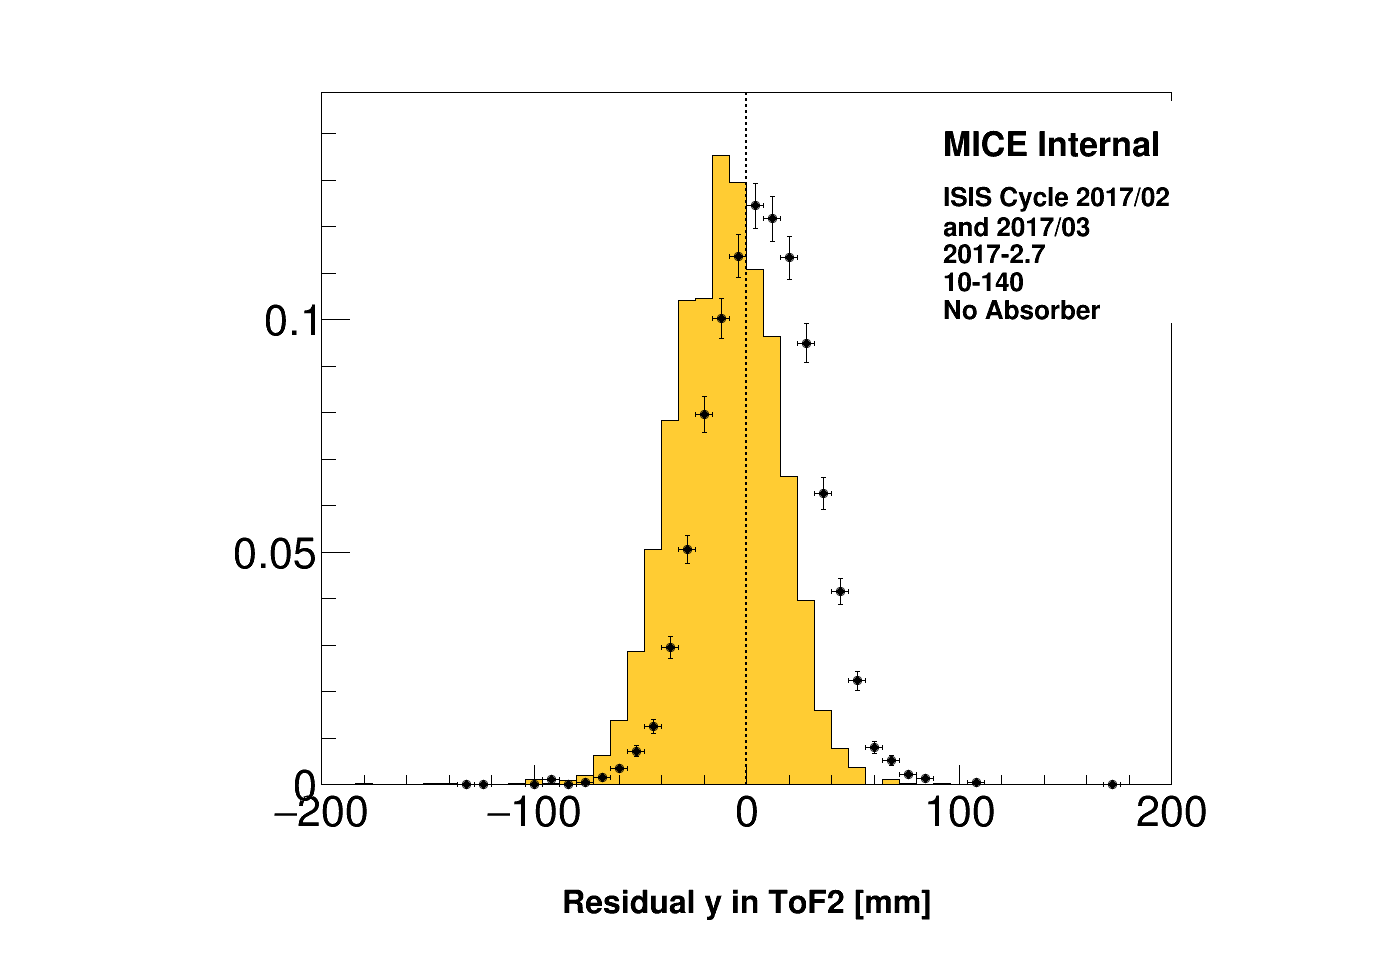 MICE Internal
ISIS Cycle 2017/02
and 2017/03
2017-2.7
10-140
No Absorber
0.1
0.05
0
−200 −100 0 100 200
Residual y in ToF2 [mm]